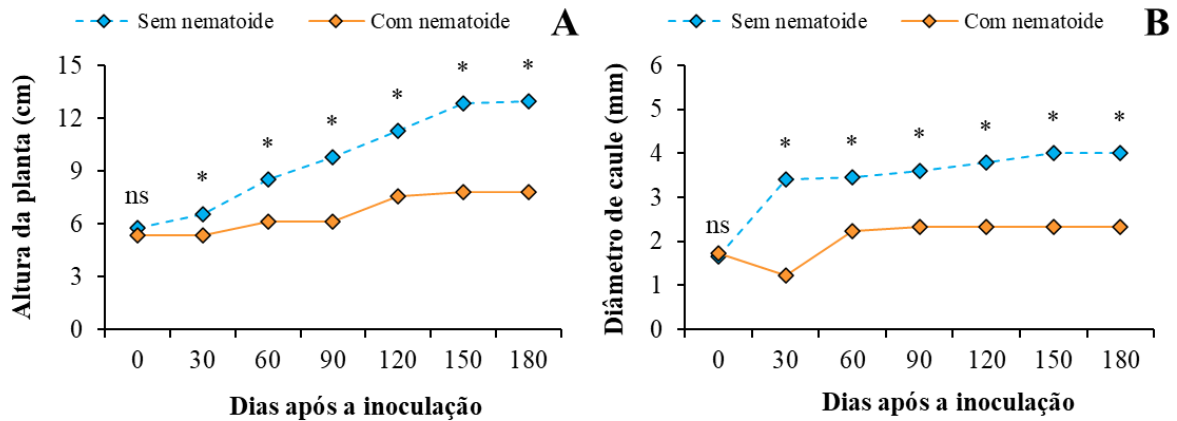 Sem nematoide Com nematoide A
Altura da planta (cm)
15
12
9
6
3
0
ns * * * * * *
0 30 60 90 120 150 180
Dias após a inoculação
Sem nematoide Com nematoide B
Diâmetro de caule (mm)
6
5
4
3
2
1
0
ns * * * * * *
0 30 60 90 120 150 180
Dias após a inoculação